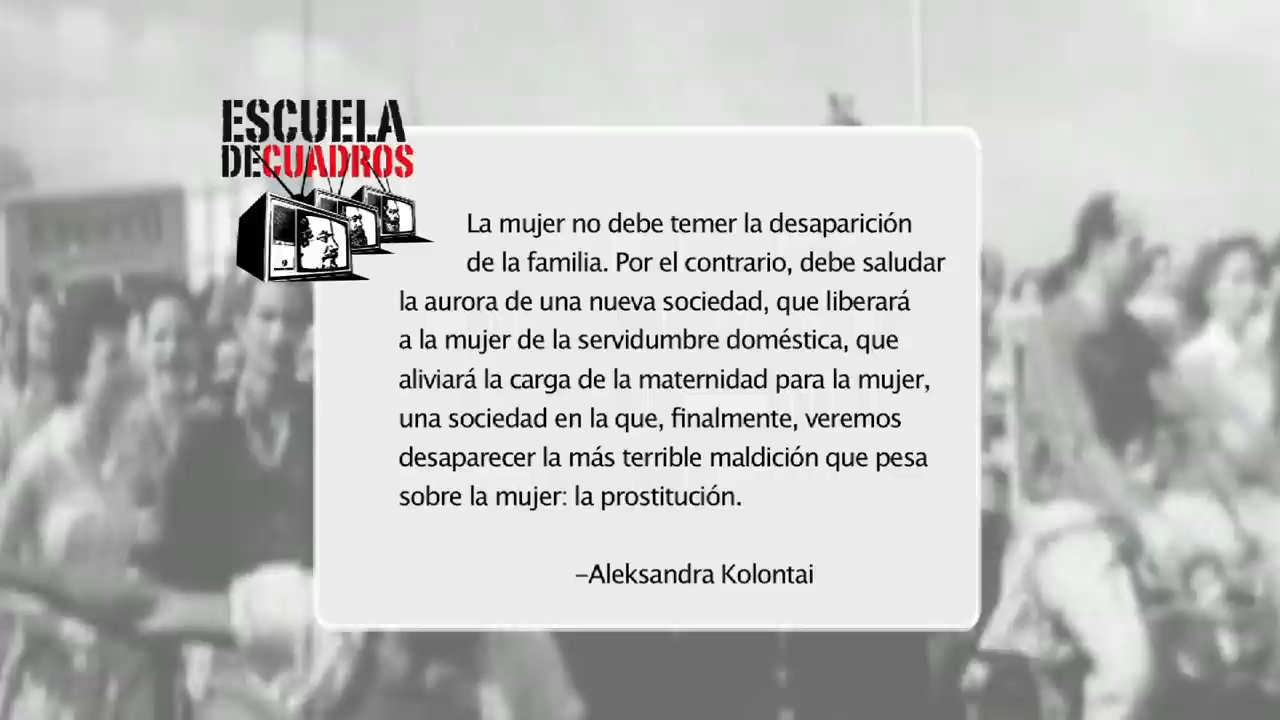 ESCUELA
DECUADROS
La mujer no debe temer la desaparición
de la familia. Por el contrario, debe saludar
la aurora de una nueva sociedad, que liberará
a la mujer de la servidumbre doméstica, que
aliviará la carga de la maternidad para la mujer,
una sociedad en la que, finalmente, veremos
desaparecer la más terrible maldición que pesa
sobre la mujer: la prostitución.
–Aleksandra Kolontai